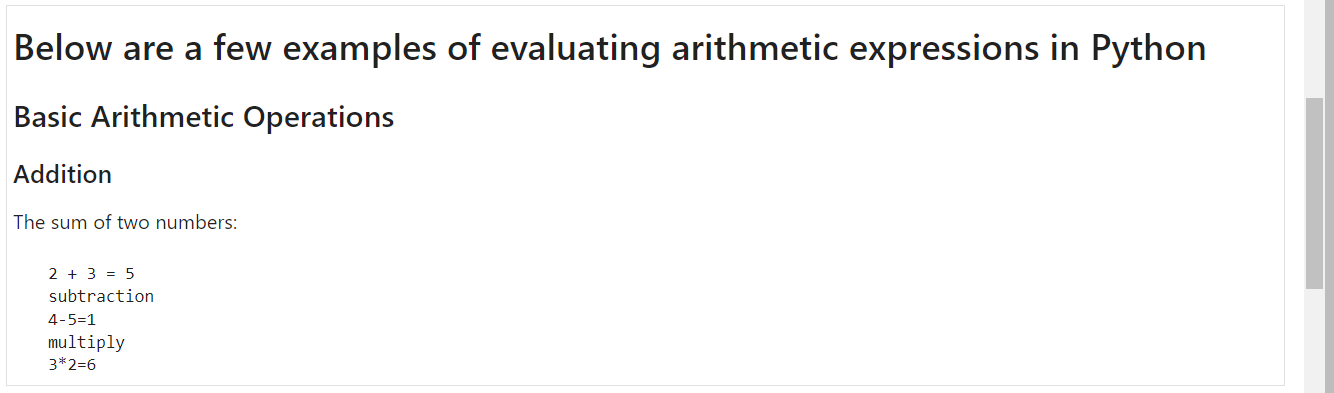 Below are a few examples of evaluating arithmetic expressions in Python
Basic Arithmetic Operations
Addition
The sum of two numbers:
2 + 3 = 5
subtraction
4-5=1
multiply
3*2=6